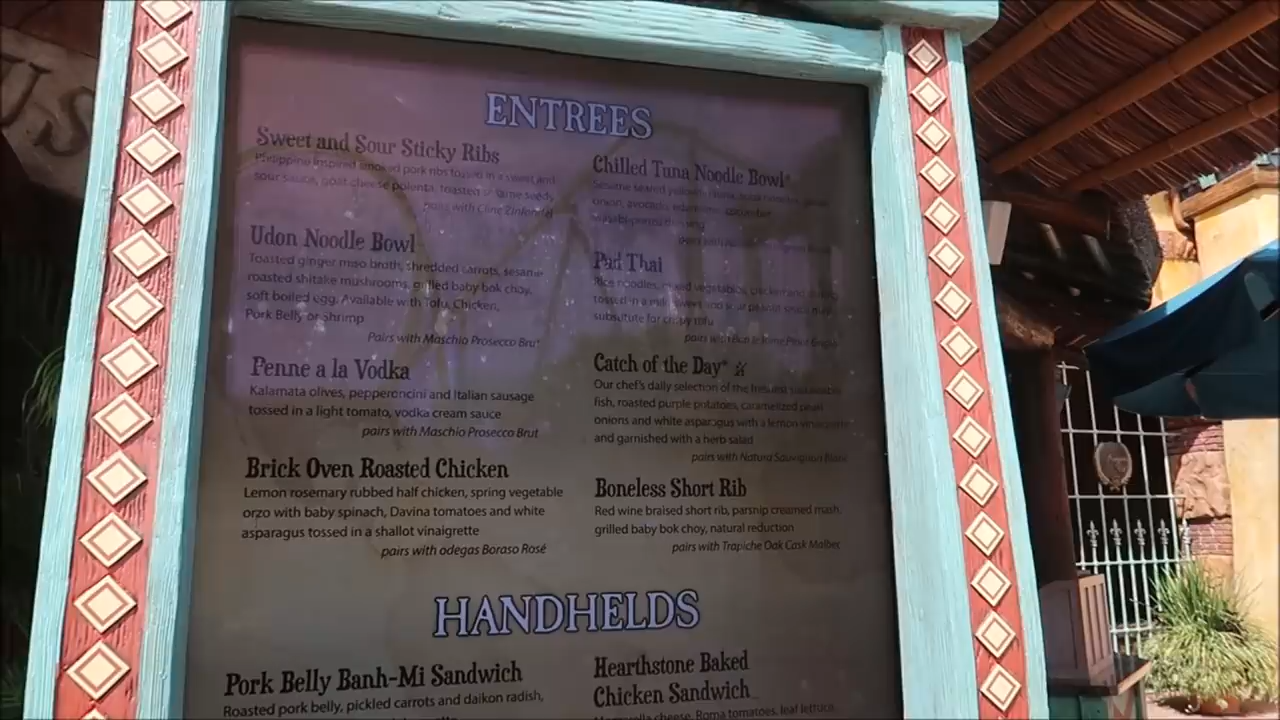 US
ENTREES
Sweet and Sour Sticky Ribs
Philippine inspired smoked pork ribs tossed in a sweet and
sour sauce, goat cheese polenta, toasted sesame seeds
pairs with Cline Zinfandel
Udon Noodle Bowl
Toasted ginger miso broth, shredded carrots, sesame
roasted shitake mushrooms, grilled baby bok choy,
soft boiled egg. Available with Tofu, Chicken,
Pork Belly or shrimp
Pairs with Maschio Prosecco Brut
Penne a la Vodka
Kalamata olives, pepperoncini and Italian sausage
tossed in a light tomato, vodka cream sauce
pairs with Maschio Prosecco Brut
Brick Oven Roasted Chicken
Lemon rosemary rubbed half chicken, spring vegetable
orzo with baby spinach, Davina tomatoes and white
asparagus tossed in a shallot vinaigrette
pairs with odegas Boraso Rosé
Chilled Tuna Noodle Bowl*
Sesame seared yellowfin tuna, soba noodles,
onion, avocado, edamame, cucumber
pairs with
Pad Thai
Rice noodles, vegetables, chicken and shrimp
tossed in a sweet and sour peanut sauce may
substitute for crispy tofu
pairs with
Catch of the Day*
Our chef's daily selection of the freshest sustainable
fish, roasted purple potatoes, caramelized pearl
onions and white asparagus with a lemon vinaigrette
and garnished with a herb salad
pairs with Natura Sauvignon Blanc
Boneless Short Rib
Red wine braised short rib, parsnip creamed mash,
grilled baby bok choy, natural reduction
pairs with Trapiche Oak Cask Malbec
HANDHELDS
Pork Belly Banh-Mi Sandwich
Roasted pork belly, pickled carrots and daikon radish,
Hearthstone Baked
Chicken Sandwich
Mozzarella cheese, Roma tomatoes, leaf lettuce,